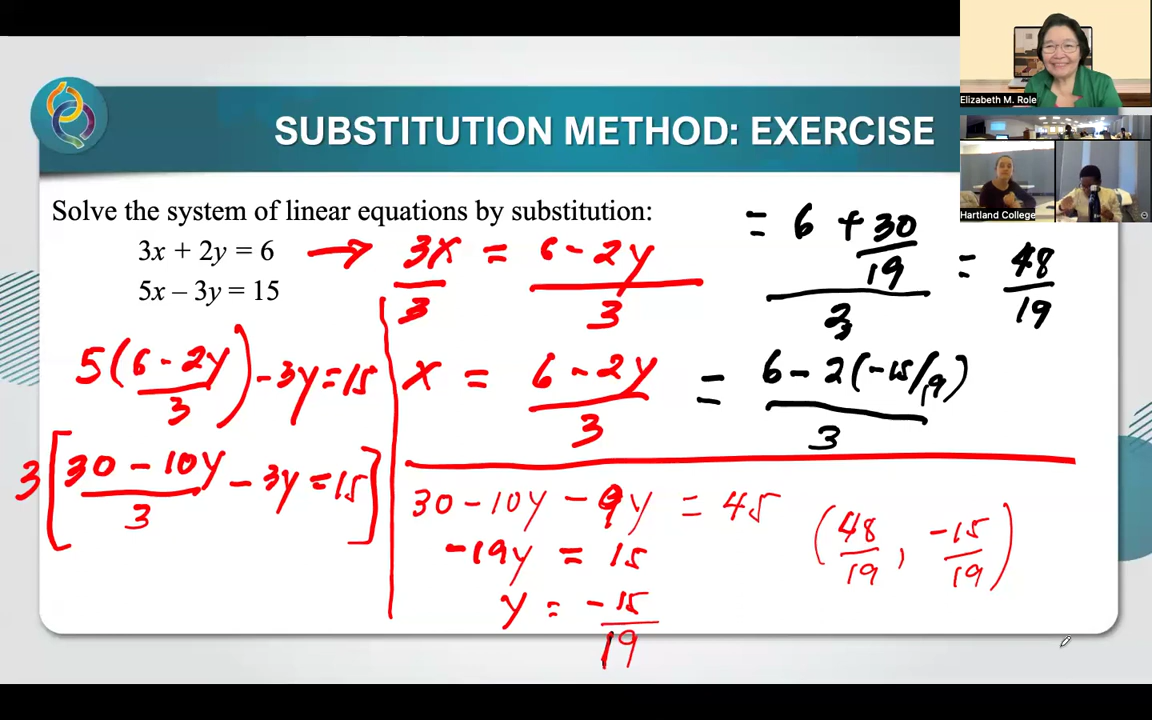 SUBSTITUTION METHOD: EXERCISE
Elizabeth M. Role
Hartland College
Solve the system of linear equations by substitution:
3x + 2y = 6 → 3x/3 = (6 - 2y)/3
5x – 3y = 15
5((6 - 2y)/3) - 3y = 15
3[(30 - 10y)/3 - 3y = 15]
x = (6 - 2y)/3 = (6 - 2(-15/19))/3
= (6 + 30/19)/3 = 48/19
30 - 10y - 9y = 45
-19y = 15
y = -15/19
(48/19, -15/19)